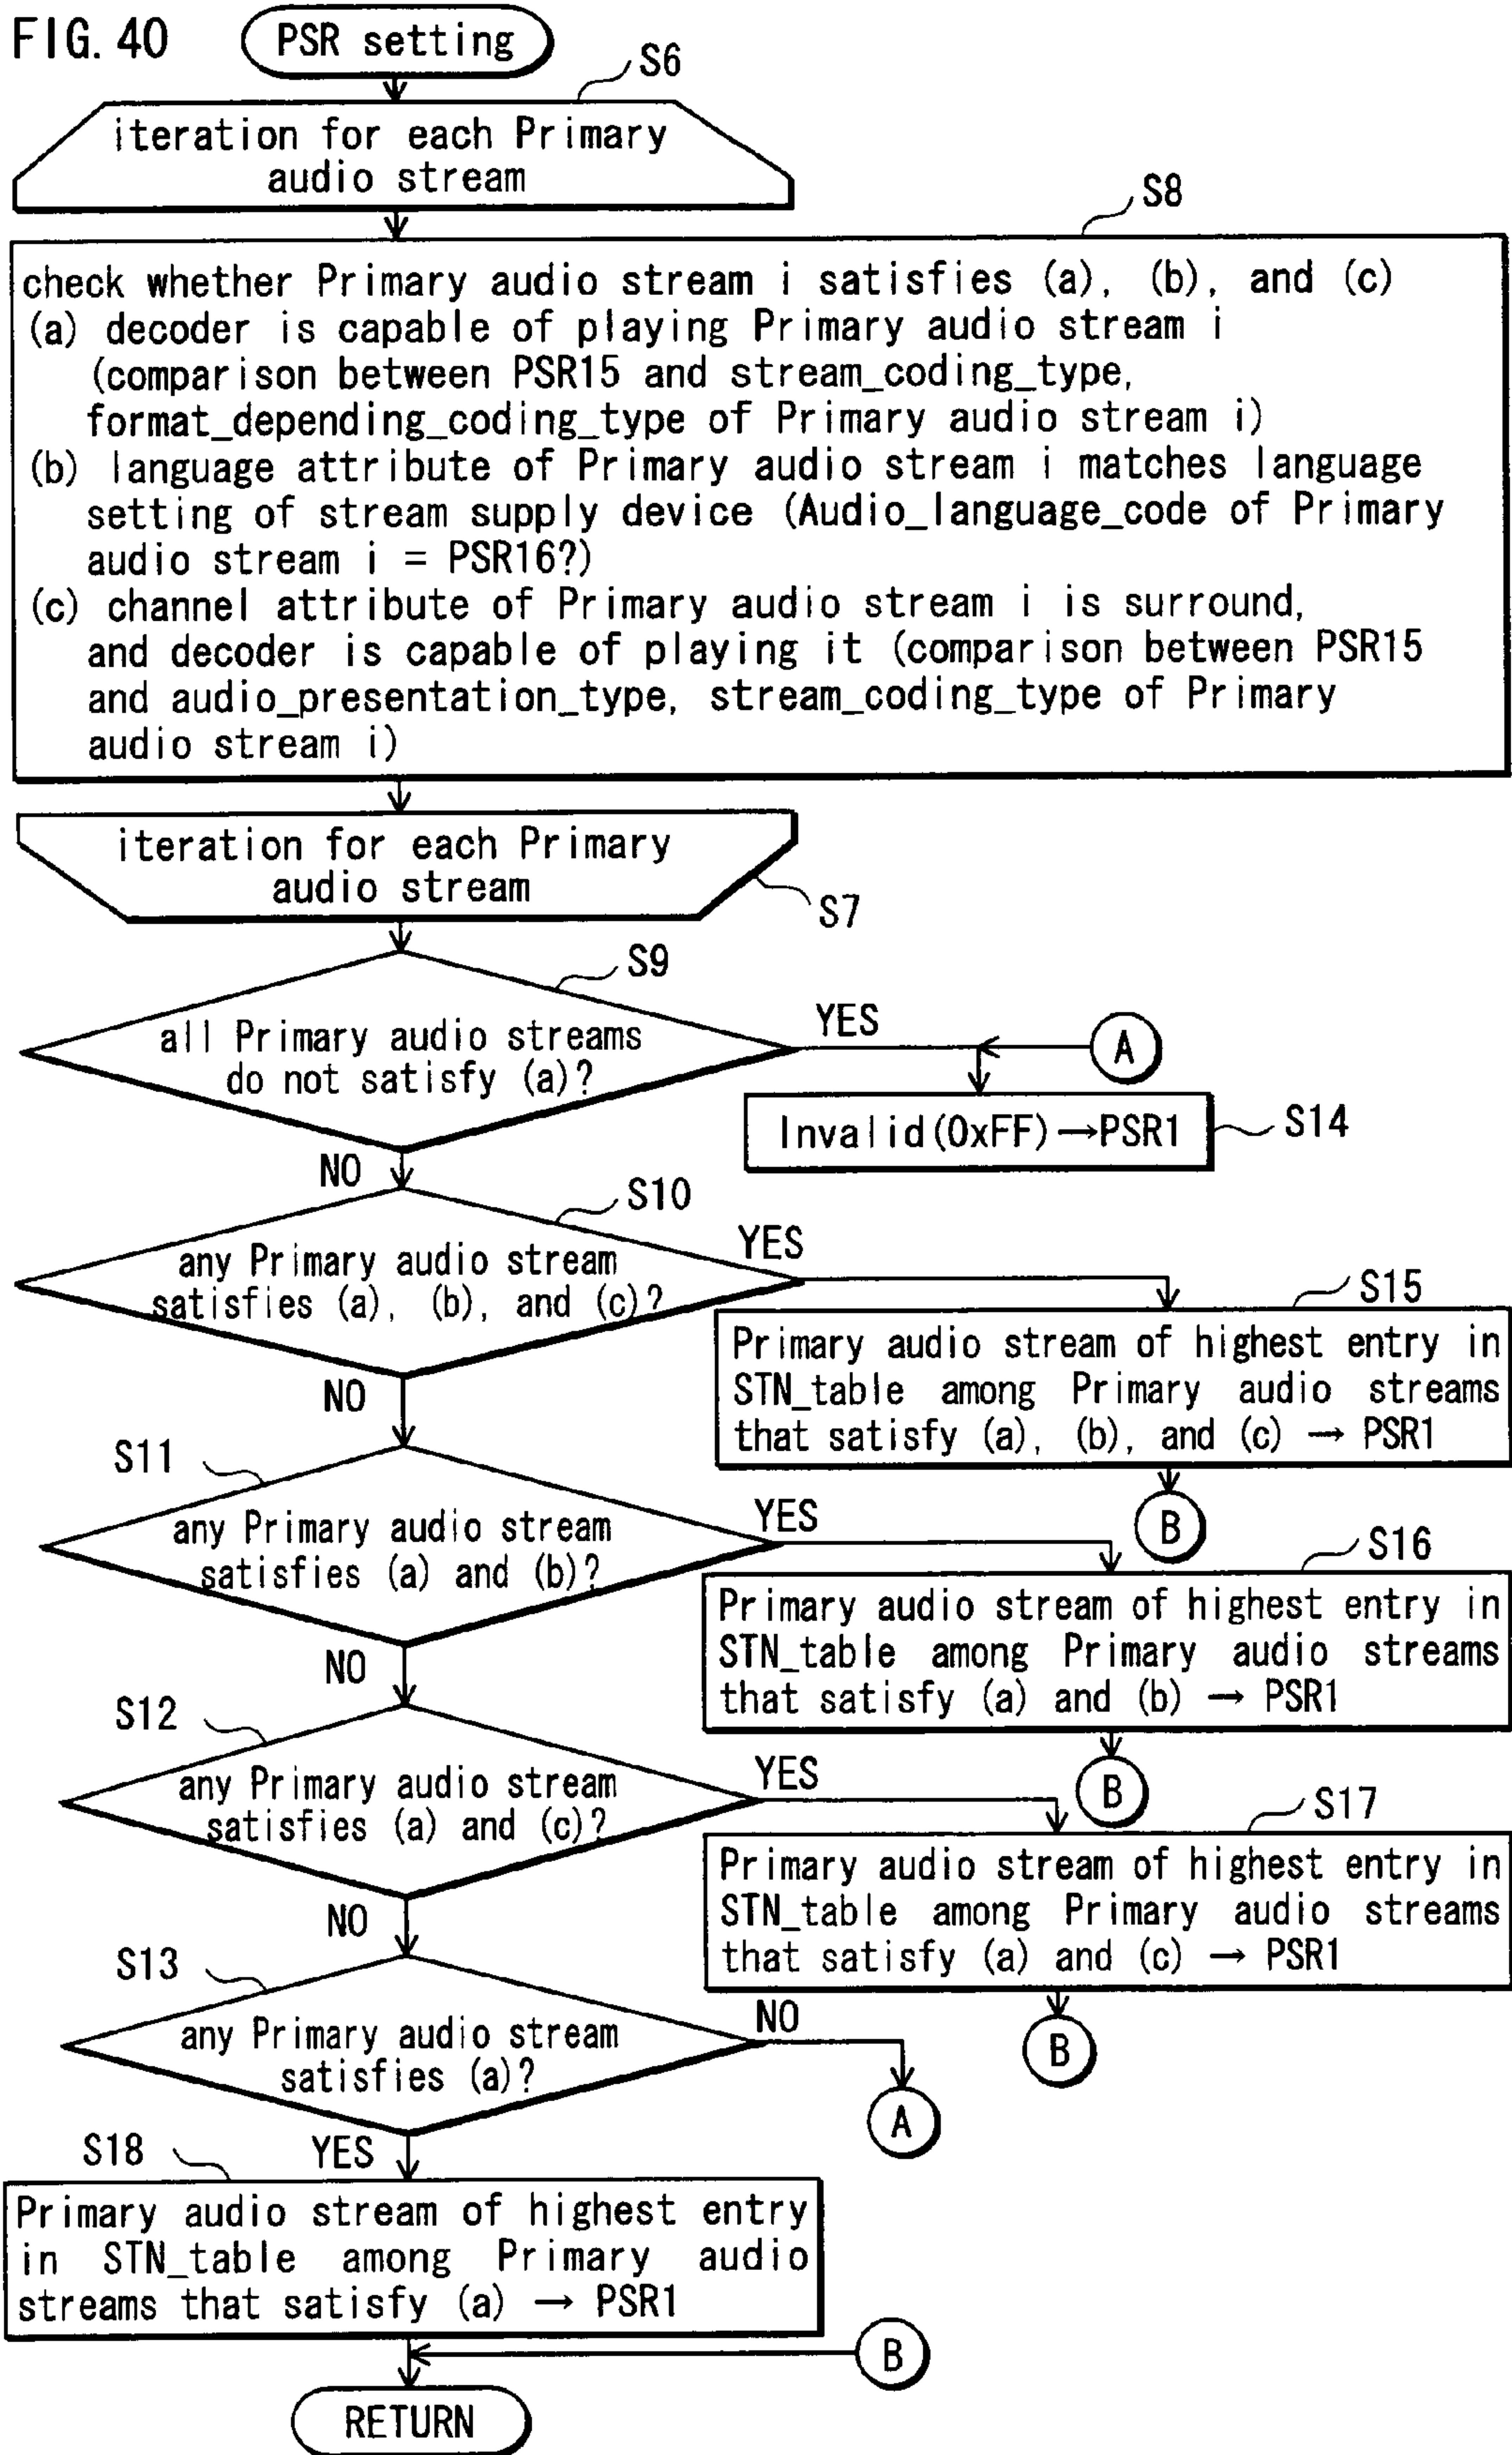 FIG. 40
PSR setting
S6
iteration for each Primary
audio stream
S8
check whether Primary audio stream i satisfies (a), (b), and (c)
(a) decoder is capable of playing Primary audio stream i
(comparison between PSR15 and stream_coding_type,
format_depending_coding_type of Primary audio stream i)
(b) language attribute of Primary audio stream i matches language
setting of stream supply device (Audio_language_code of Primary
audio stream i = PSR16?)
(c) channel attribute of Primary audio stream i is surround,
and decoder is capable of playing it (comparison between PSR15
and audio_presentation_type, stream_coding_type of Primary
audio stream i)
iteration for each Primary
audio stream
S7
S9
all Primary audio streams
do not satisfy (a)?
YES
A
Invalid(0xFF)→PSR1
S14
NO
S10
any Primary audio stream
satisfies (a), (b), and (c)?
YES
S15
Primary audio stream of highest entry in
STN_table among Primary audio streams
that satisfy (a), (b), and (c) → PSR1
B
NO
S11
any Primary audio stream
satisfies (a) and (b)?
YES
S16
Primary audio stream of highest entry in
STN_table among Primary audio streams
that satisfy (a) and (b) → PSR1
B
NO
S12
any Primary audio stream
satisfies (a) and (c)?
YES
S17
Primary audio stream of highest entry in
STN_table among Primary audio streams
that satisfy (a) and (c) → PSR1
B
NO
S13
any Primary audio stream
satisfies (a)?
NO
A
YES
S18
Primary audio stream of highest entry
in STN_table among Primary audio
streams that satisfy (a) → PSR1
B
RETURN